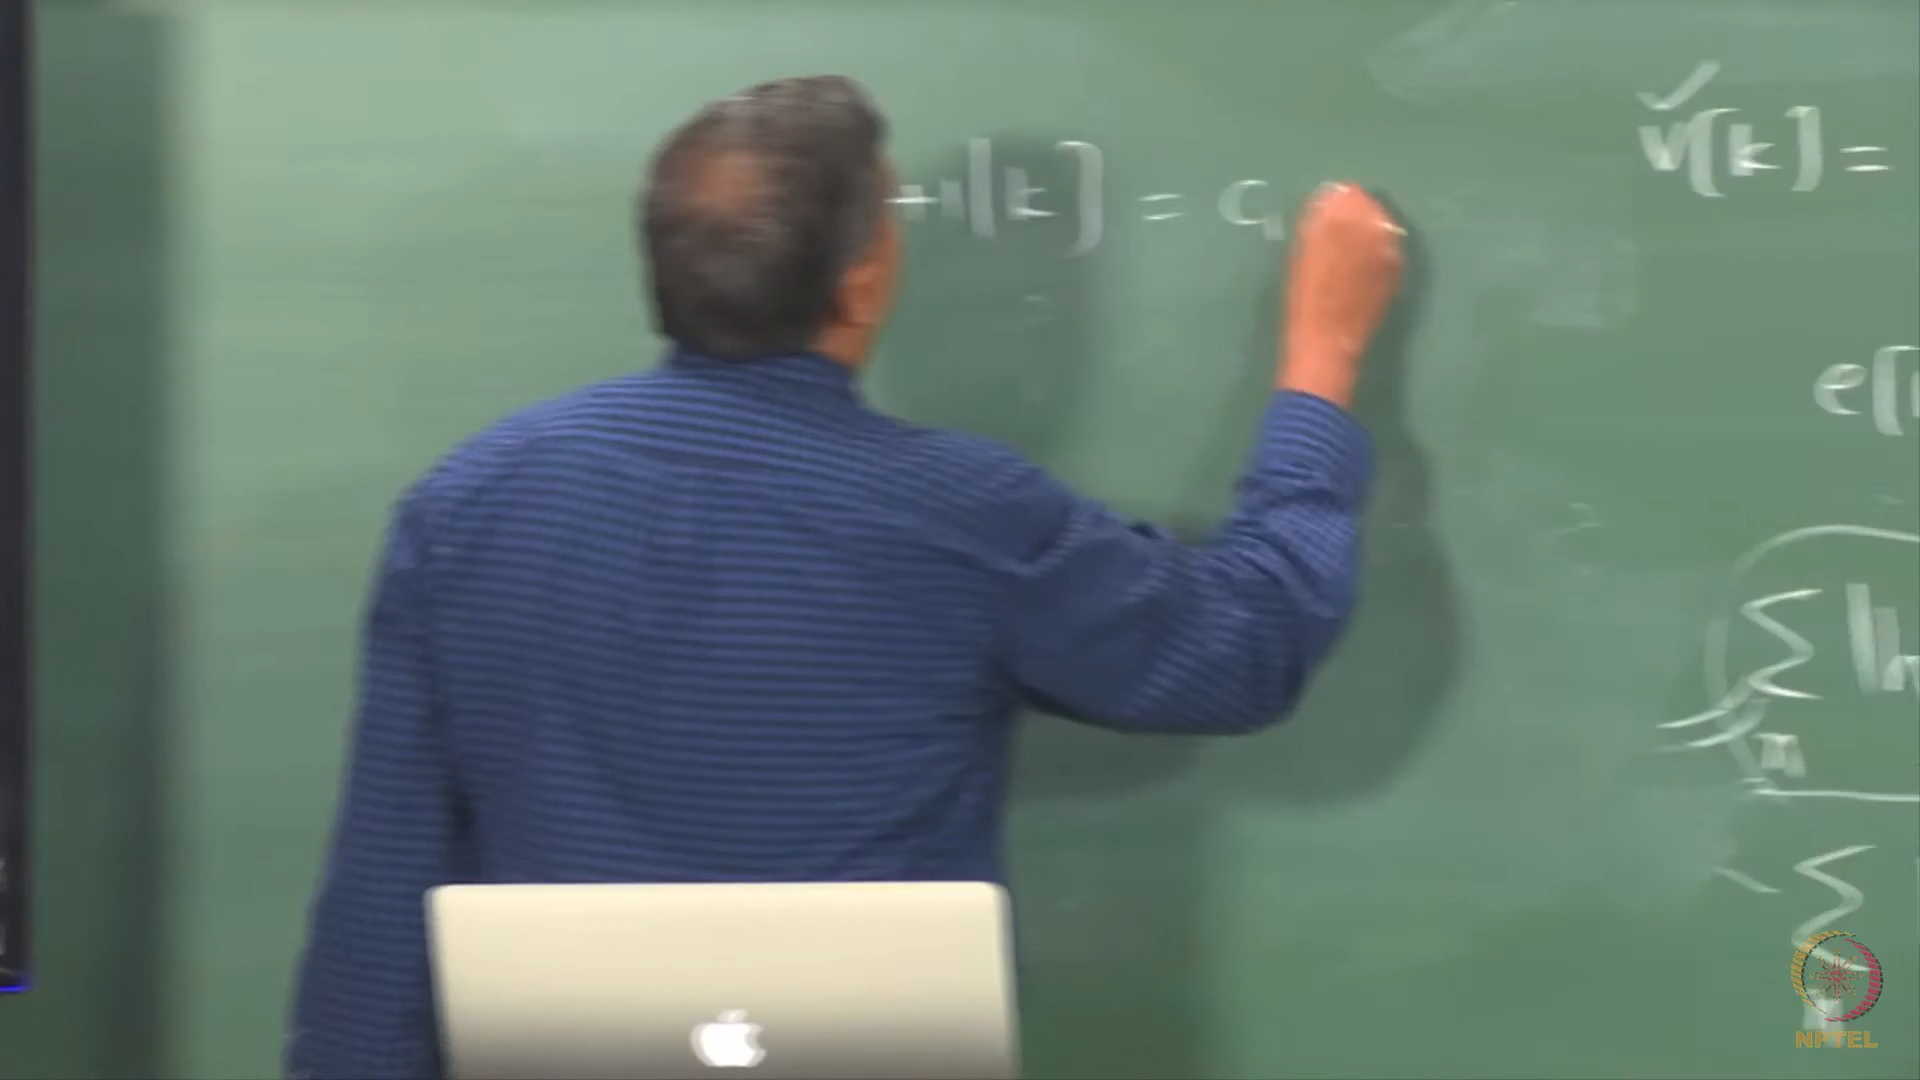 [k] = a
v[k] =
e[
Σ h
n
Σ
NPTEL